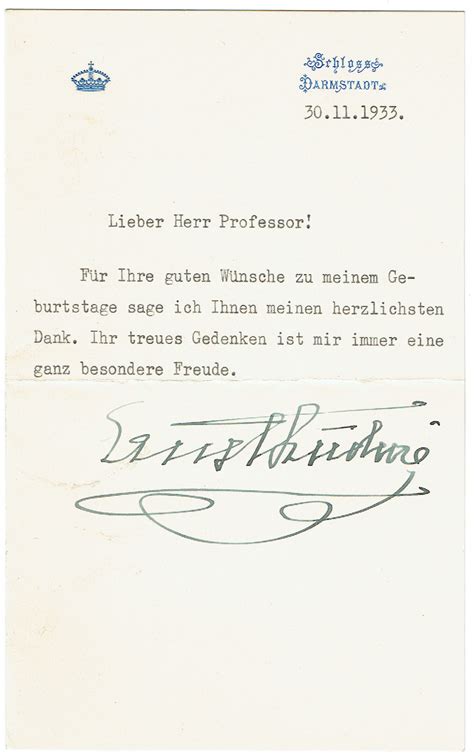 Schloss
DARMSTADT
30.11.1933.
Lieber Herr Professor!
Für Ihre guten Wünsche zu meinem Ge-
burtstage sage ich Ihnen meinen herzlichsten
Dank. Ihr treues Gedenken ist mir immer eine
ganz besondere Freude.
Ernst Ludwig